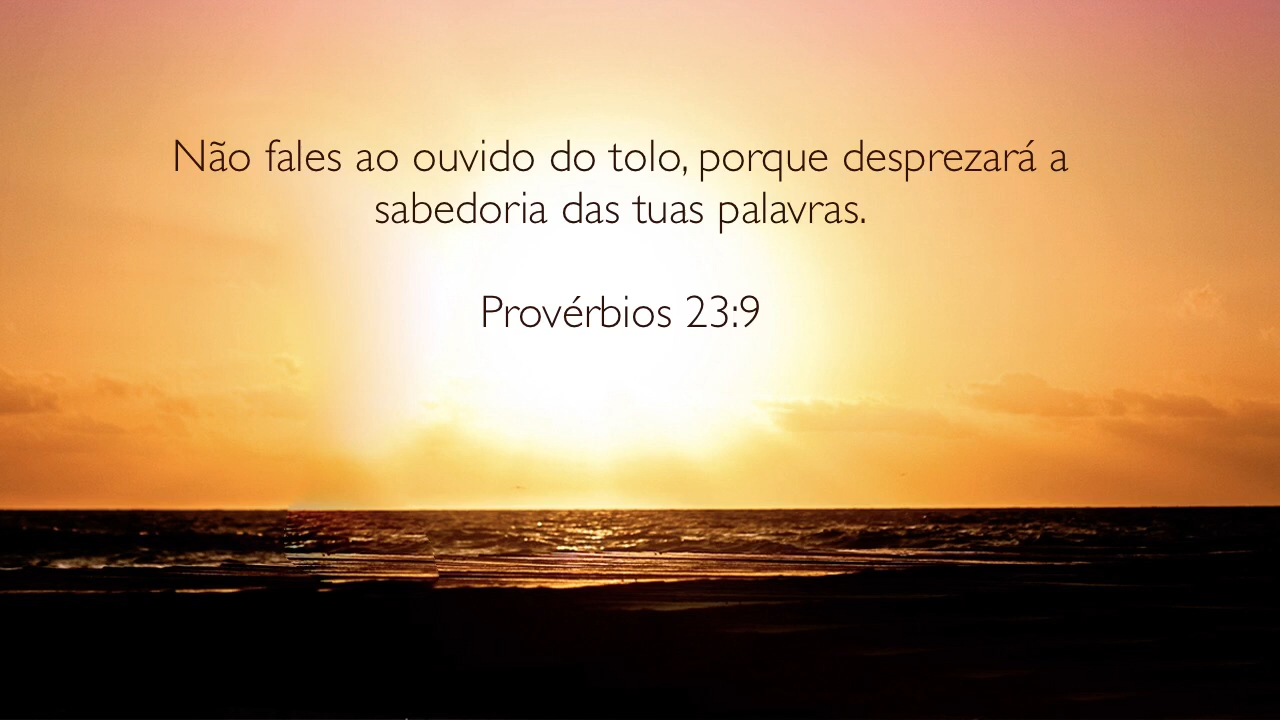 Não fales ao ouvido do tolo, porque desprezará a
sabedoria das tuas palavras.
Provérbios 23:9